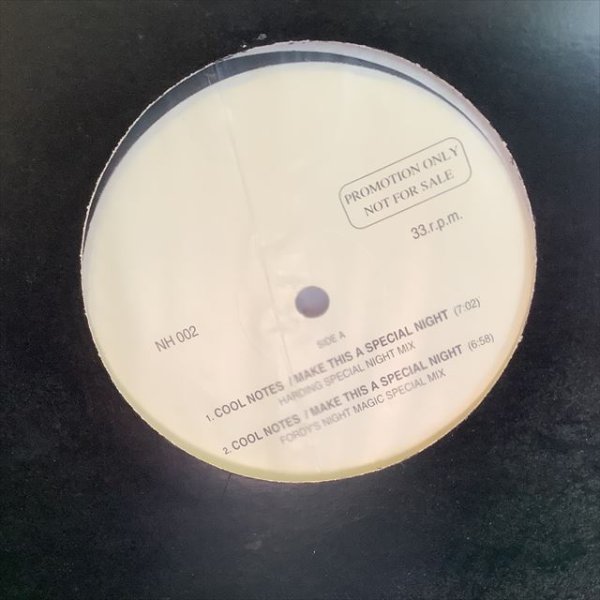 PROMOTION ONLY
NOT FOR SALE
33.r.p.m.
NH 002
SIDE A
1. COOL NOTES / MAKE THIS A SPECIAL NIGHT (7:02)
HARDING SPECIAL NIGHT MIX
2. COOL NOTES / MAKE THIS A SPECIAL NIGHT (6:58)
FORDY'S NIGHT MAGIC SPECIAL MIX